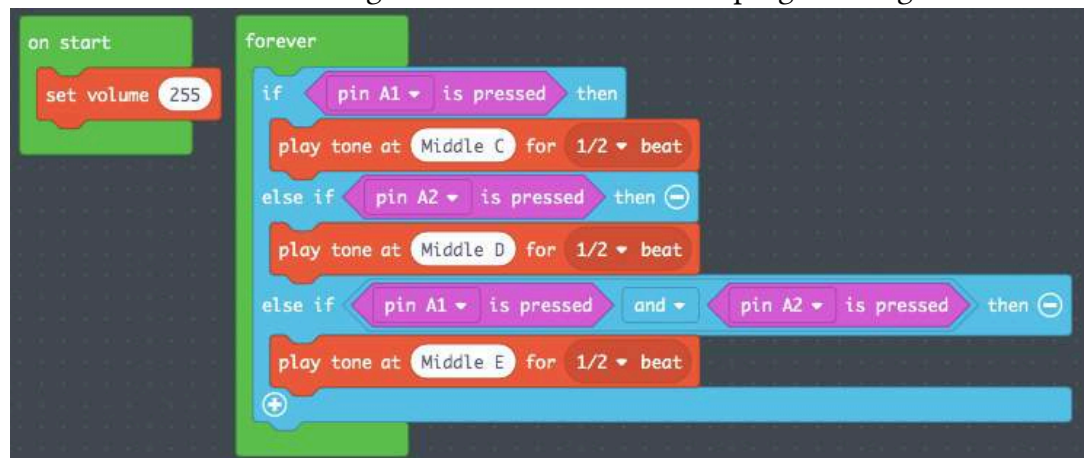 on start
set volume 255
forever
if pin A1 is pressed then
play tone at Middle C for 1/2 beat
else if pin A2 is pressed then
play tone at Middle D for 1/2 beat
else if pin A1 is pressed and pin A2 is pressed then
play tone at Middle E for 1/2 beat